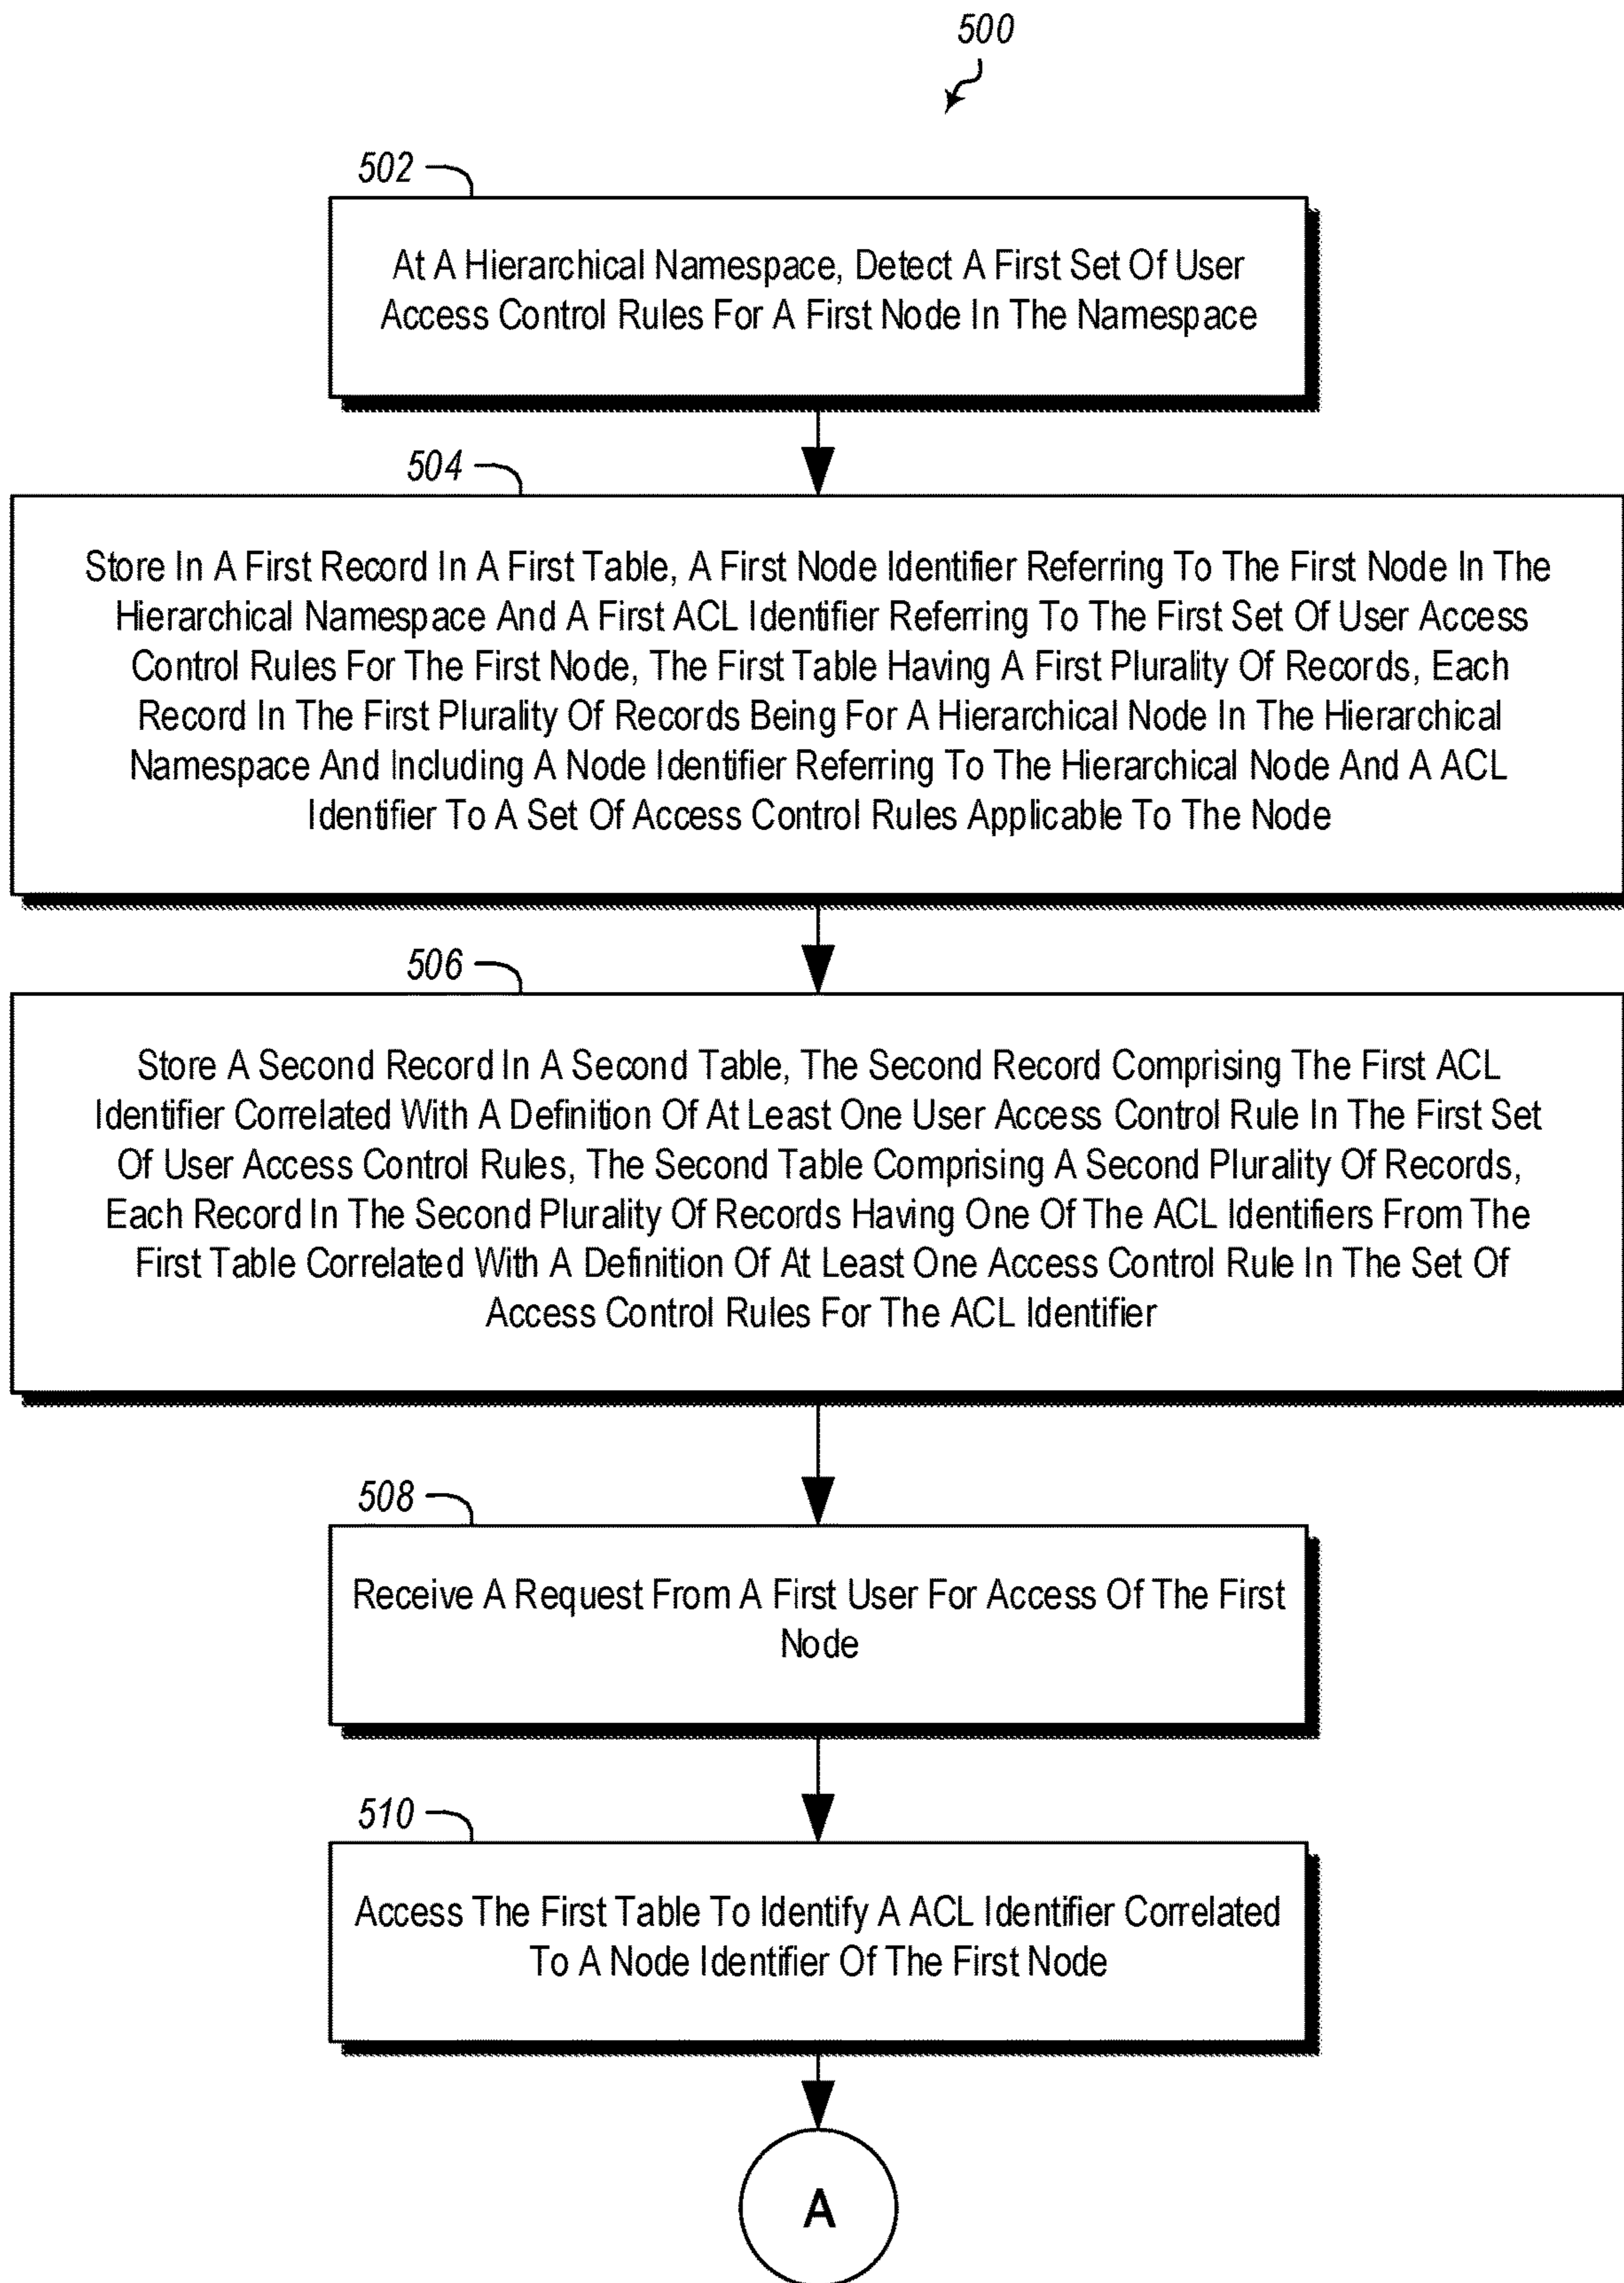 500
502
At A Hierarchical Namespace, Detect A First Set Of User
Access Control Rules For A First Node In The Namespace
504
Store In A First Record In A First Table, A First Node Identifier Referring To The First Node In The
Hierarchical Namespace And A First ACL Identifier Referring To The First Set Of User Access
Control Rules For The First Node, The First Table Having A First Plurality Of Records, Each
Record In The First Plurality Of Records Being For A Hierarchical Node In The Hierarchical
Namespace And Including A Node Identifier Referring To The Hierarchical Node And A ACL
Identifier To A Set Of Access Control Rules Applicable To The Node
506
Store A Second Record In A Second Table, The Second Record Comprising The First ACL
Identifier Correlated With A Definition Of At Least One User Access Control Rule In The First Set
Of User Access Control Rules, The Second Table Comprising A Second Plurality Of Records,
Each Record In The Second Plurality Of Records Having One Of The ACL Identifiers From The
First Table Correlated With A Definition Of At Least One Access Control Rule In The Set Of
Access Control Rules For The ACL Identifier
508
Receive A Request From A First User For Access Of The First
Node
510
Access The First Table To Identify A ACL Identifier Correlated
To A Node Identifier Of The First Node
A